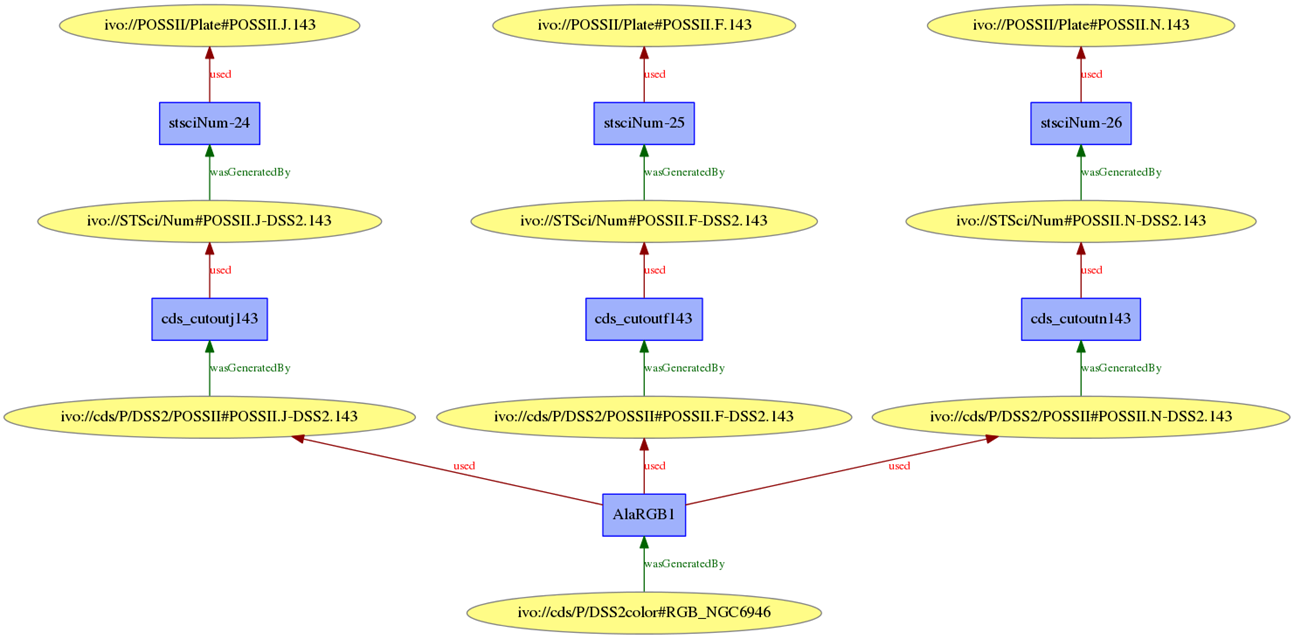 ivo://POSSII/Plate#POSSII.J.143
ivo://POSSII/Plate#POSSII.F.143
ivo://POSSII/Plate#POSSII.N.143
used
used
used
stsciNum-24
stsciNum-25
stsciNum-26
wasGeneratedBy
wasGeneratedBy
wasGeneratedBy
ivo://STSci/Num#POSSII.J-DSS2.143
ivo://STSci/Num#POSSII.F-DSS2.143
ivo://STSci/Num#POSSII.N-DSS2.143
used
used
used
cds_cutoutj143
cds_cutoutf143
cds_cutoutn143
wasGeneratedBy
wasGeneratedBy
wasGeneratedBy
ivo://cds/P/DSS2/POSSII#POSSII.J-DSS2.143
ivo://cds/P/DSS2/POSSII#POSSII.F-DSS2.143
ivo://cds/P/DSS2/POSSII#POSSII.N-DSS2.143
used
used
used
AlaRGB1
wasGeneratedBy
ivo://cds/P/DSS2color#RGB_NGC6946